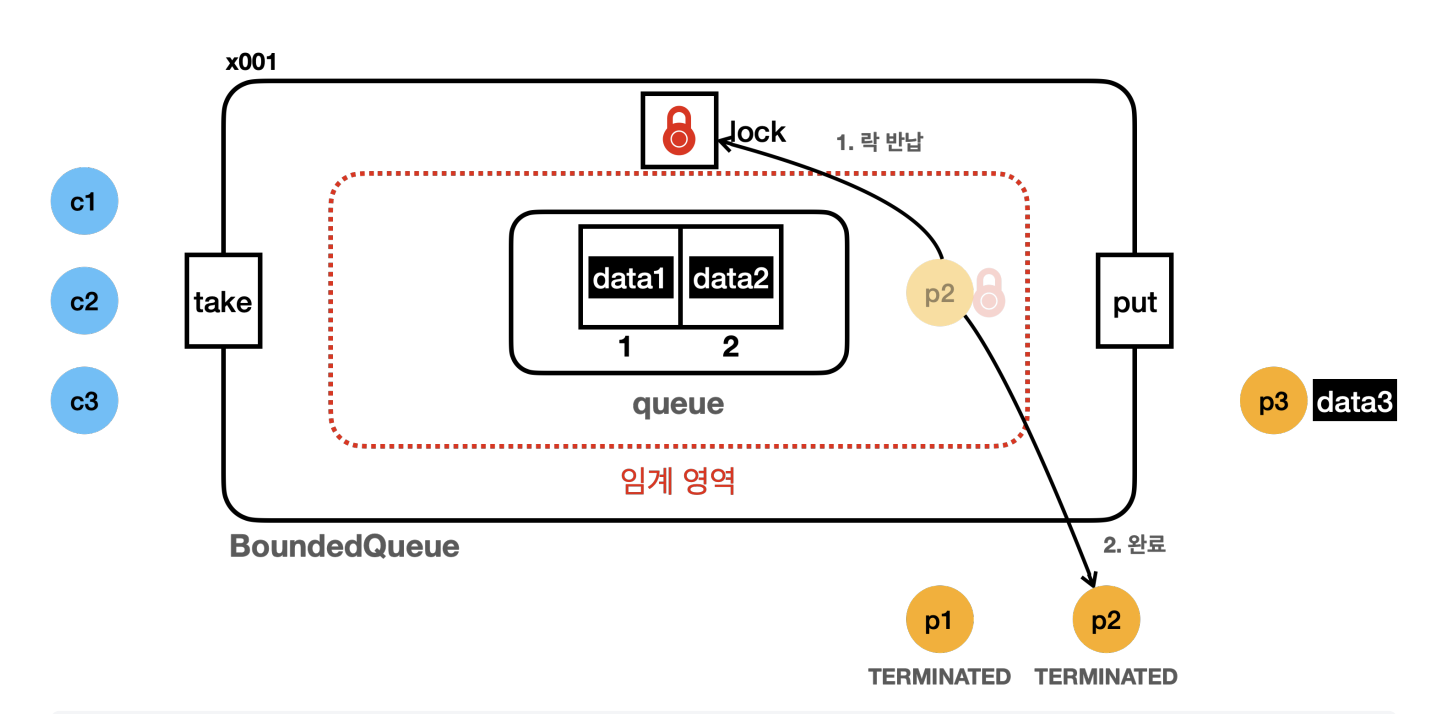 x001
lock
1. 락 반납
c1
c2
c3
take
data1
data2
1
2
queue
p2
put
p3
data3
임계 영역
BoundedQueue
2. 완료
p1
p2
TERMINATED
TERMINATED